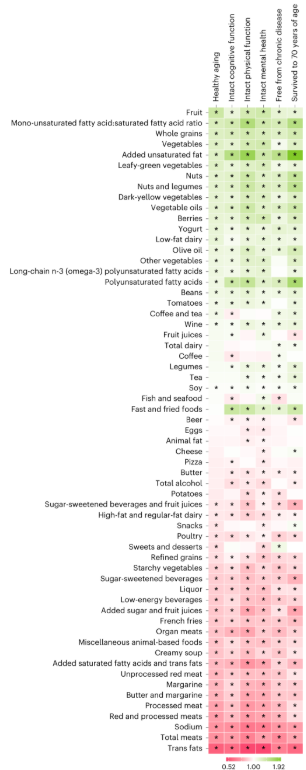 Healthy aging
Intact cognitive function
Intact physical function
Intact mental health
Free from chronic disease
Survived to 70 years of age
Fruit
Mono-unsaturated fatty acid:saturated fatty acid ratio
Whole grains
Vegetables
Added unsaturated fat
Leafy-green vegetables
Nuts
Nuts and legumes
Dark-yellow vegetables
Vegetable oils
Berries
Yogurt
Low-fat dairy
Olive oil
Other vegetables
Long-chain n-3 (omega-3) polyunsaturated fatty acids
Polyunsaturated fatty acids
Beans
Tomatoes
Coffee and tea
Wine
Fruit juices
Total dairy
Coffee
Legumes
Tea
Soy
Fish and seafood
Fast and fried foods
Beer
Eggs
Animal fat
Cheese
Pizza
Butter
Total alcohol
Potatoes
Sugar-sweetened beverages and fruit juices
High-fat and regular-fat dairy
Snacks
Poultry
Sweets and desserts
Refined grains
Starchy vegetables
Sugar-sweetened beverages
Liquor
Low-energy beverages
Added sugar and fruit juices
French fries
Organ meats
Miscellaneous animal-based foods
Creamy soup
Added saturated fatty acids and trans fats
Unprocessed red meat
Margarine
Butter and margarine
Processed meat
Red and processed meats
Sodium
Total meats
Trans fats
0.52 1.00 1.92